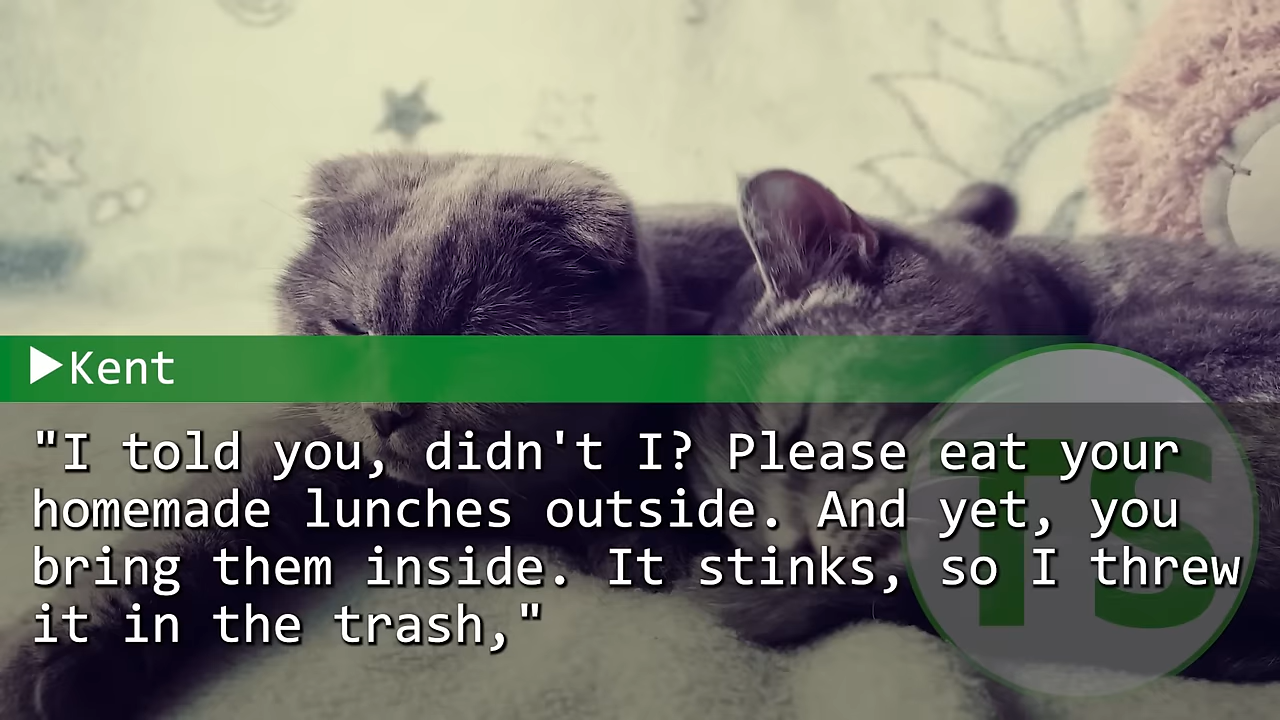 ▶Kent
"I told you, didn't I? Please eat your
homemade lunches outside. And yet, you
bring them inside. It stinks, so I threw
it in the trash,"
TS